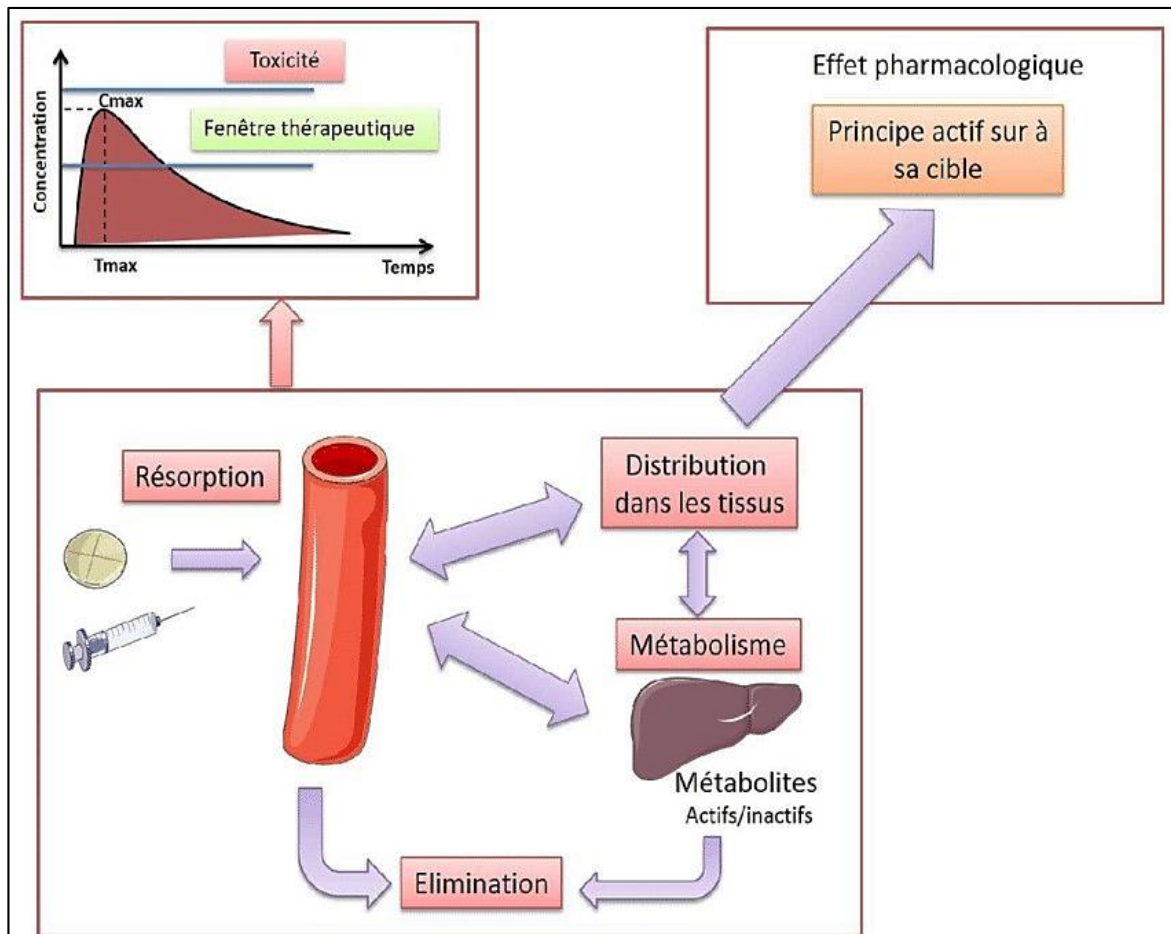 Toxicité
Cmax
Fenêtre thérapeutique
Concentration
Tmax
Temps
Effet pharmacologique
Principe actif sur à
sa cible
Résorption
Distribution
dans les tissus
Métabolisme
Métabolites
Actifs/inactifs
Elimination